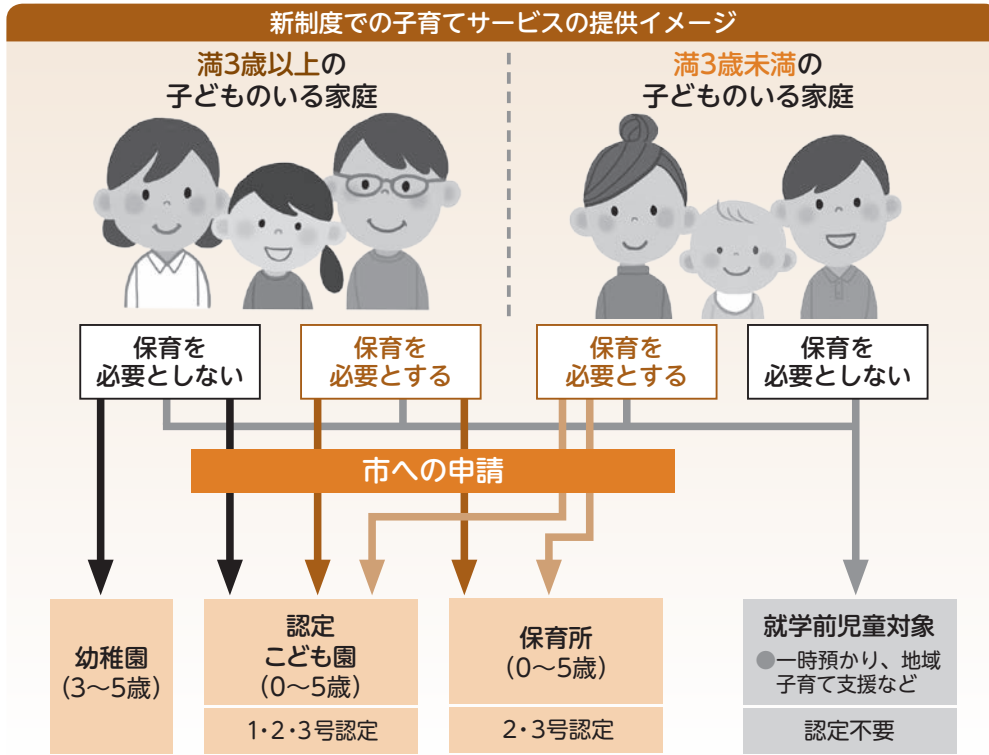 新制度での子育てサービスの提供イメージ
満3歳以上の
子どものいる家庭
満3歳未満の
子どものいる家庭
保育を
必要としない
保育を
必要とする
保育を
必要とする
保育を
必要としない
市への申請
幼稚園
(3〜5歳)
認定
こども園
(0〜5歳)
1・2・3号認定
保育所
(0〜5歳)
2・3号認定
就学前児童対象
●一時預かり、地域
子育て支援など
認定不要